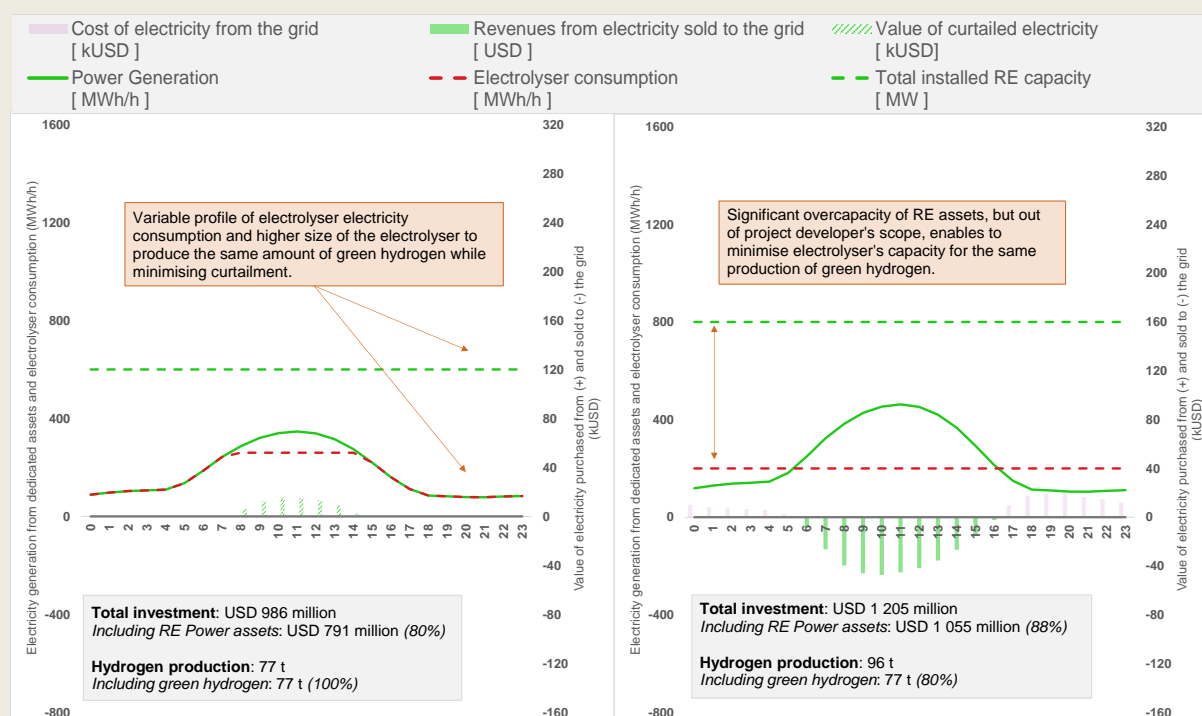 Cost of electricity from the grid
[ kUSD ]
Revenues from electricity sold to the grid
[ USD ]
Value of curtailed electricity
[ kUSD]
Power Generation
[ MWh/h ]
Electrolyser consumption
[ MWh/h ]
Total installed RE capacity
[ MW ]
Electricity generation from dedicated assets and electrolyser consumption (MWh/h)
1600
1200
800
400
0
-400
-800
320
280
240
200
160
120
80
40
0
-40
-80
-120
-160
Value of electricity purchased from (+) and sold to (-) the grid
(kUSD)
Variable profile of electrolyser electricity
consumption and higher size of the electrolyser to
produce the same amount of green hydrogen while
minimising curtailment.
0 1 2 3 4 5 6 7 8 9 10 11 12 13 14 15 16 17 18 19 20 21 22 23
Total investment: USD 986 million
Including RE Power assets: USD 791 million (80%)
Hydrogen production: 77 t
Including green hydrogen: 77 t (100%)
Electricity generation from dedicated assets and electrolyser consumption (MWh/h)
1600
1200
800
400
0
-400
-800
320
280
240
200
160
120
80
40
0
-40
-80
-120
-160
Value of electricity purchased from (+) and sold to (-) the grid
(kUSD)
Significant overcapacity of RE assets, but out
of project developer's scope, enables to
minimise electrolyser's capacity for the same
production of green hydrogen.
0 1 2 3 4 5 6 7 8 9 10 11 12 13 14 15 16 17 18 19 20 21 22 23
Total investment: USD 1 205 million
Including RE Power assets: USD 1 055 million (88%)
Hydrogen production: 96 t
Including green hydrogen: 77 t (80%)